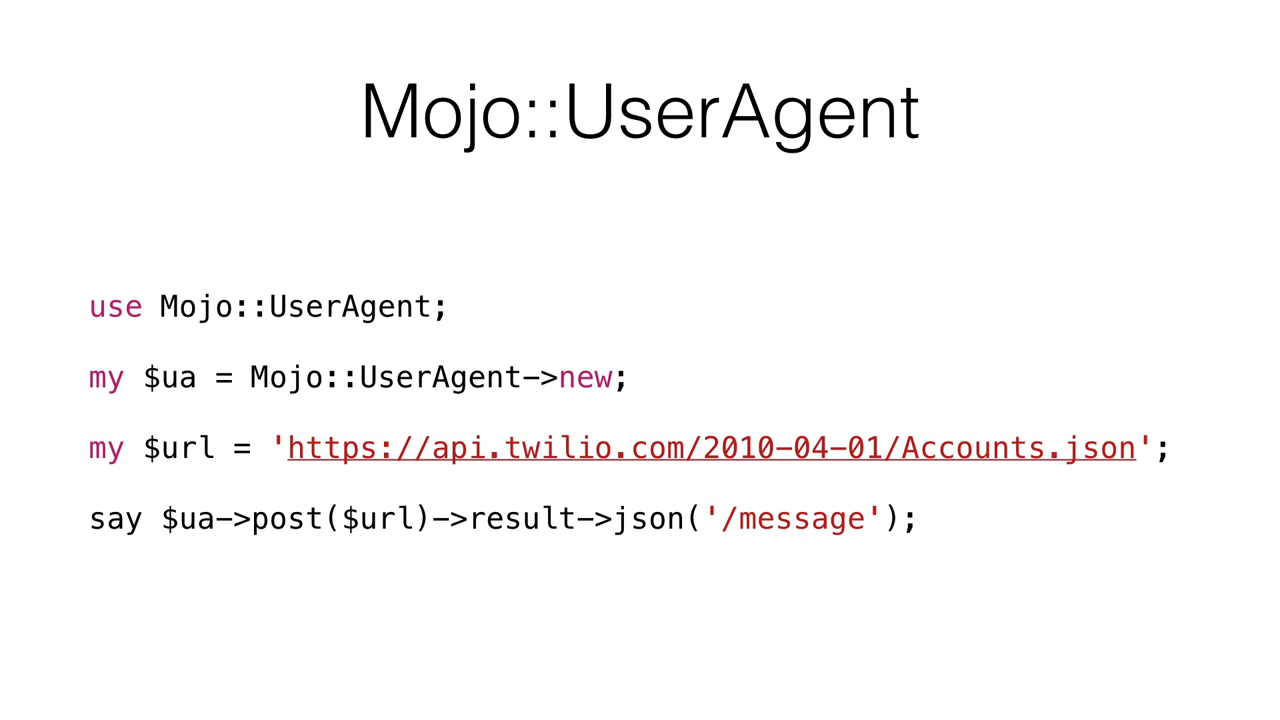 Mojo::UserAgent
use Mojo::UserAgent;
my $ua = Mojo::UserAgent->new;
my $url = 'https://api.twilio.com/2010-04-01/Accounts.json';
say $ua->post($url)->result->json('/message');